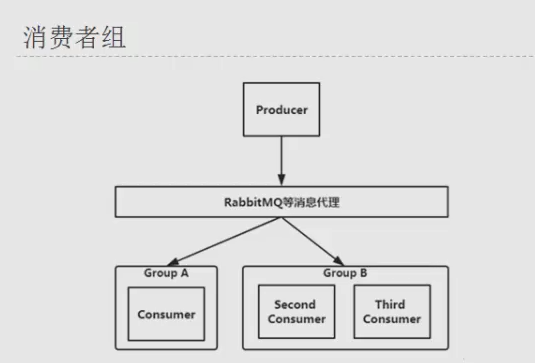 消费者组
Producer
RabbitMQ等消息代理
Group A
Group B
Consumer
Second
Consumer
Third
Consumer